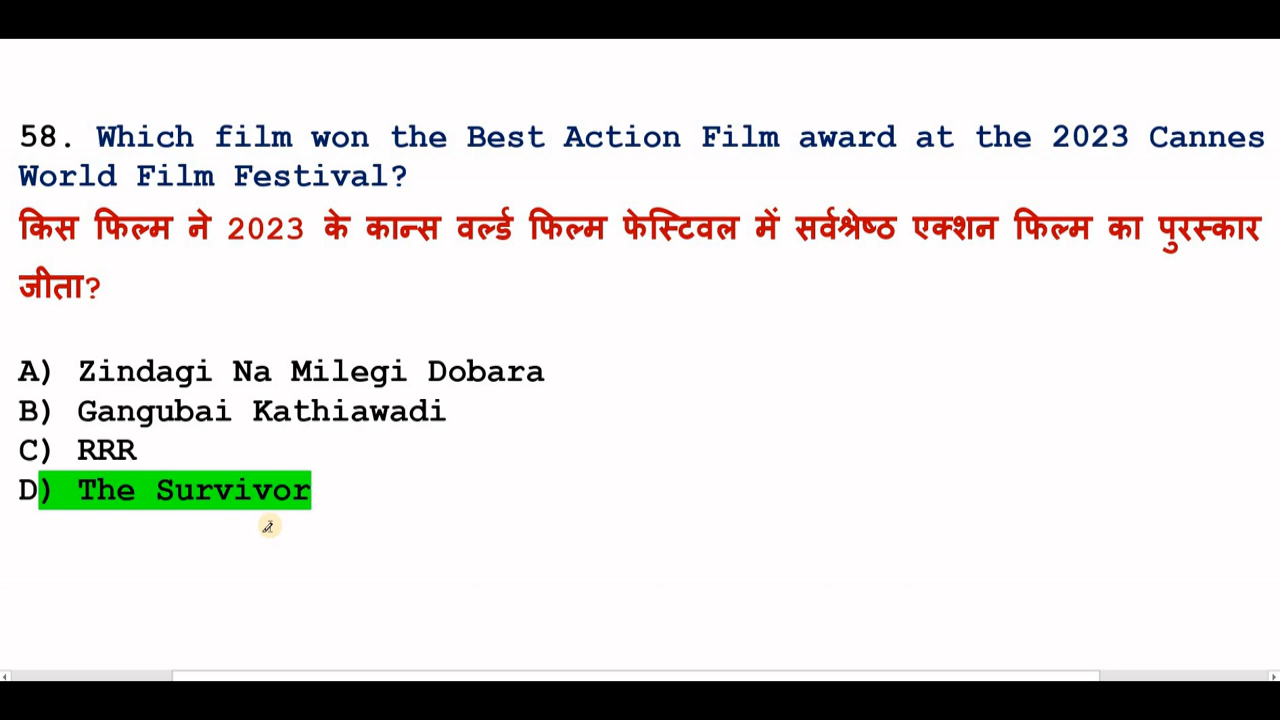 58. Which film won the Best Action Film award at the 2023 Cannes
World Film Festival?
किस फिल्म ने 2023 के कान्स वर्ल्ड फिल्म फेस्टिवल में सर्वश्रेष्ठ एक्शन फिल्म का पुरस्कार
जीता?
A) Zindagi Na Milegi Dobara
B) Gangubai Kathiawadi
C) RRR
D) The Survivor